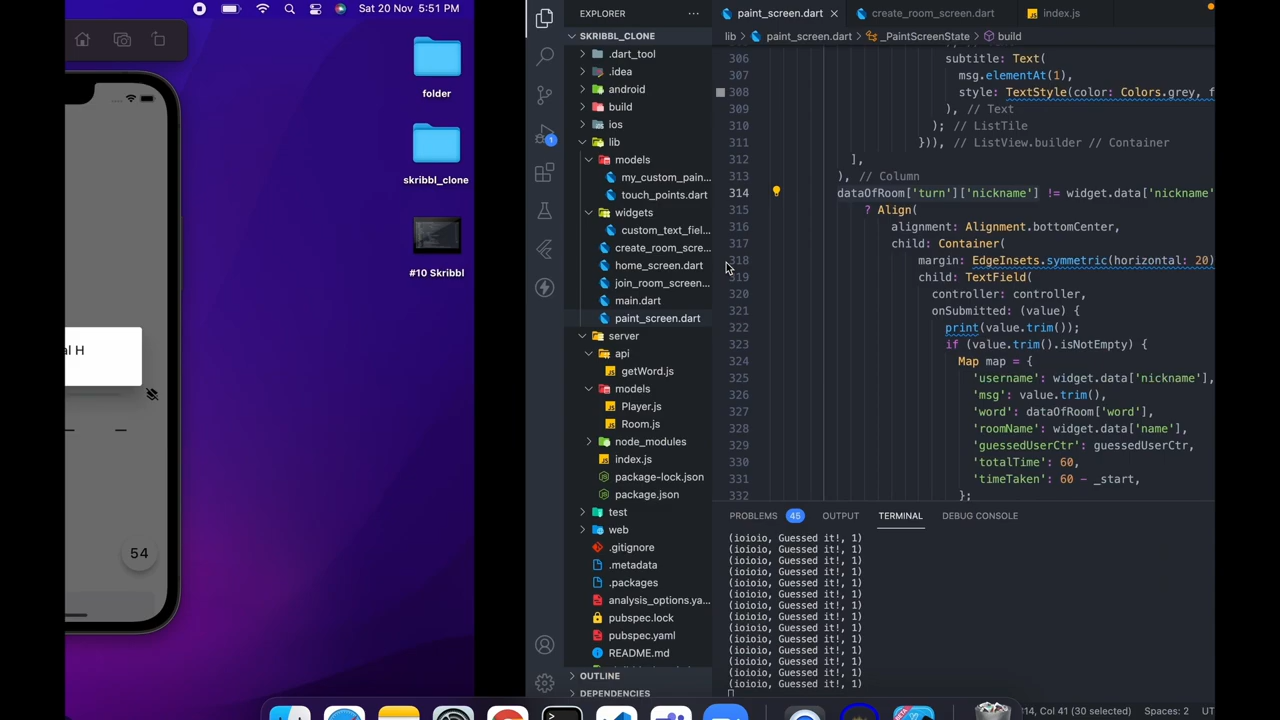 Sat 20 Nov 5:51 PM
folder
skribbl_clone
#10 Skribbl
al H
54
EXPLORER
SKRIBBL_CLONE
.dart_tool
.idea
android
build
ios
lib
models
my_custom_pain...
touch_points.dart
widgets
custom_text_fiel...
create_room_scre...
home_screen.dart
join_room_screen...
main.dart
paint_screen.dart
server
api
getWord.js
models
Player.js
Room.js
node_modules
index.js
package-lock.json
package.json
test
web
.gitignore
.metadata
.packages
analysis_options.ya...
pubspec.lock
pubspec.yaml
README.md
OUTLINE
DEPENDENCIES
1
paint_screen.dart
create_room_screen.dart
index.js
lib > paint_screen.dart > _PaintScreenState > build
306 subtitle: Text(
307 msg.elementAt(1),
308 style: TextStyle(color: Colors.grey, f
309 ), // Text
310 ); // ListTile
311 })), // ListView.builder // Container
312 ],
313 ), // Column
314 dataOfRoom['turn']['nickname'] != widget.data['nickname'
315 ? Align(
316 alignment: Alignment.bottomCenter,
317 child: Container(
318 margin: EdgeInsets.symmetric(horizontal: 20)
319 child: TextField(
320 controller: controller,
321 onSubmitted: (value) {
322 print(value.trim());
323 if (value.trim().isNotEmpty) {
324 Map map = {
325 'username': widget.data['nickname'],
326 'msg': value.trim(),
327 'word': dataOfRoom['word'],
328 'roomName': widget.data['name'],
329 'guessedUserCtr': guessedUserCtr,
330 'totalTime': 60,
331 'timeTaken': 60 - _start,
332 };
PROBLEMS 45 OUTPUT TERMINAL DEBUG CONSOLE
(ioioio, Guessed it!, 1)
(ioioio, Guessed it!, 1)
(ioioio, Guessed it!, 1)
(ioioio, Guessed it!, 1)
(ioioio, Guessed it!, 1)
(ioioio, Guessed it!, 1)
(ioioio, Guessed it!, 1)
(ioioio, Guessed it!, 1)
(ioioio, Guessed it!, 1)
(ioioio, Guessed it!, 1)
(ioioio, Guessed it!, 1)
(ioioio, Guessed it!, 1)
(ioioio, Guessed it!, 1)
(ioioio, Guessed it!, 1)
314, Col 41 (30 selected) Spaces: 2 UT